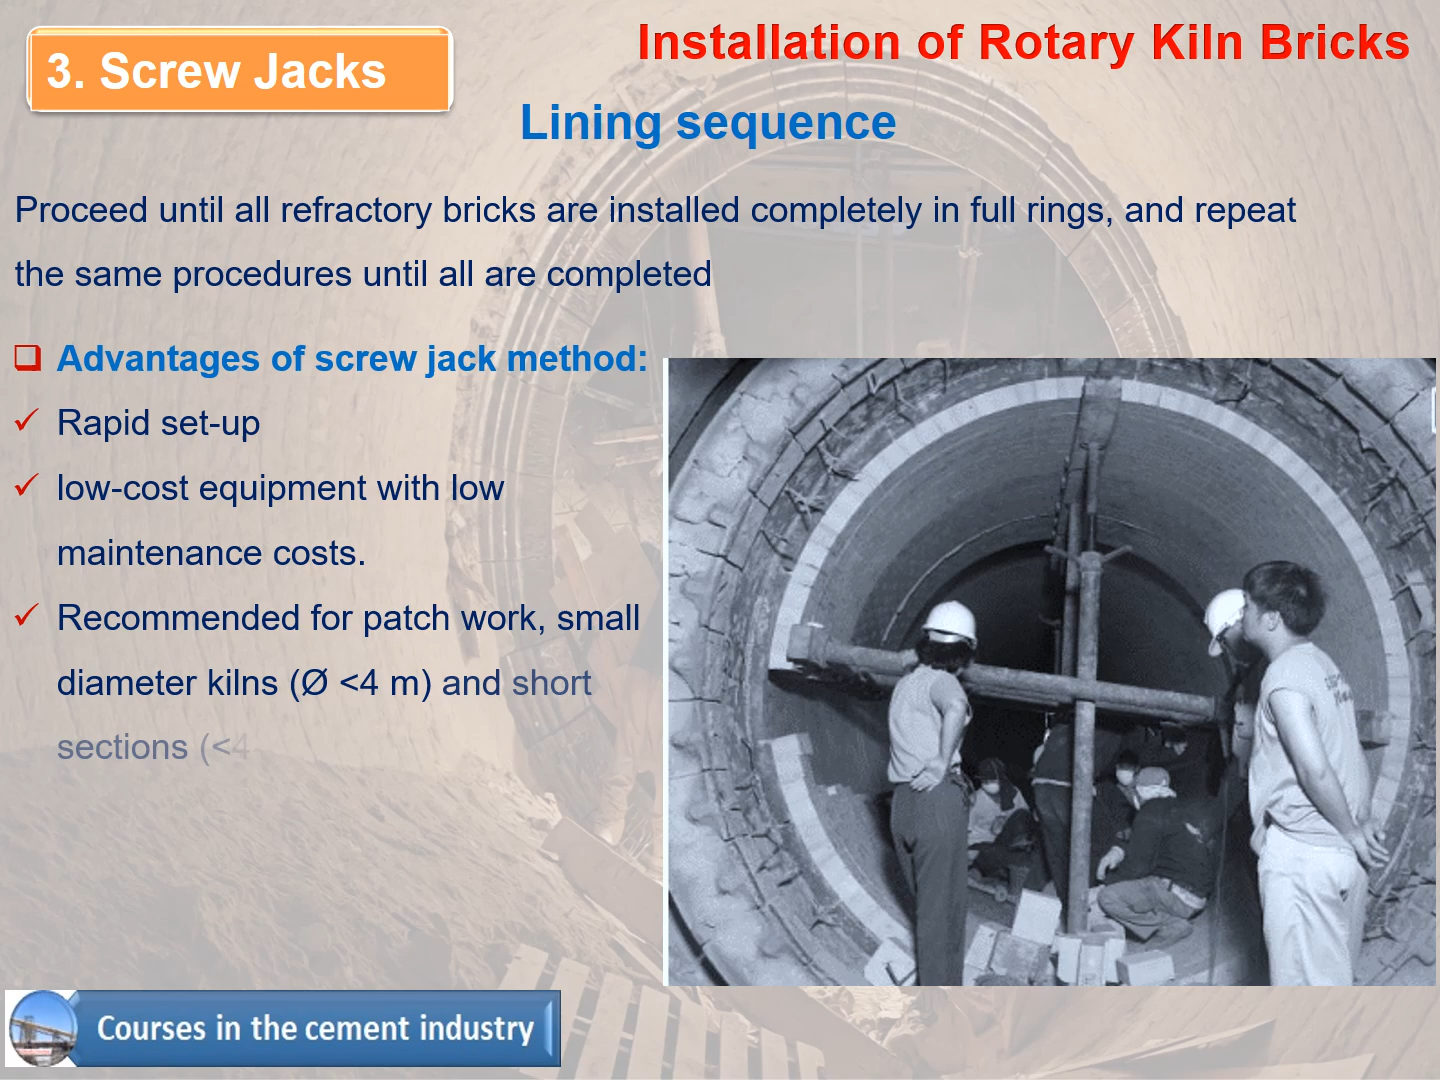 3. Screw Jacks
Installation of Rotary Kiln Bricks
Lining sequence
Proceed until all refractory bricks are installed completely in full rings, and repeat
the same procedures until all are completed
Advantages of screw jack method:
Rapid set-up
low-cost equipment with low
maintenance costs.
Recommended for patch work, small
diameter kilns (Ø <4 m) and short
sections (<4
Courses in the cement industry